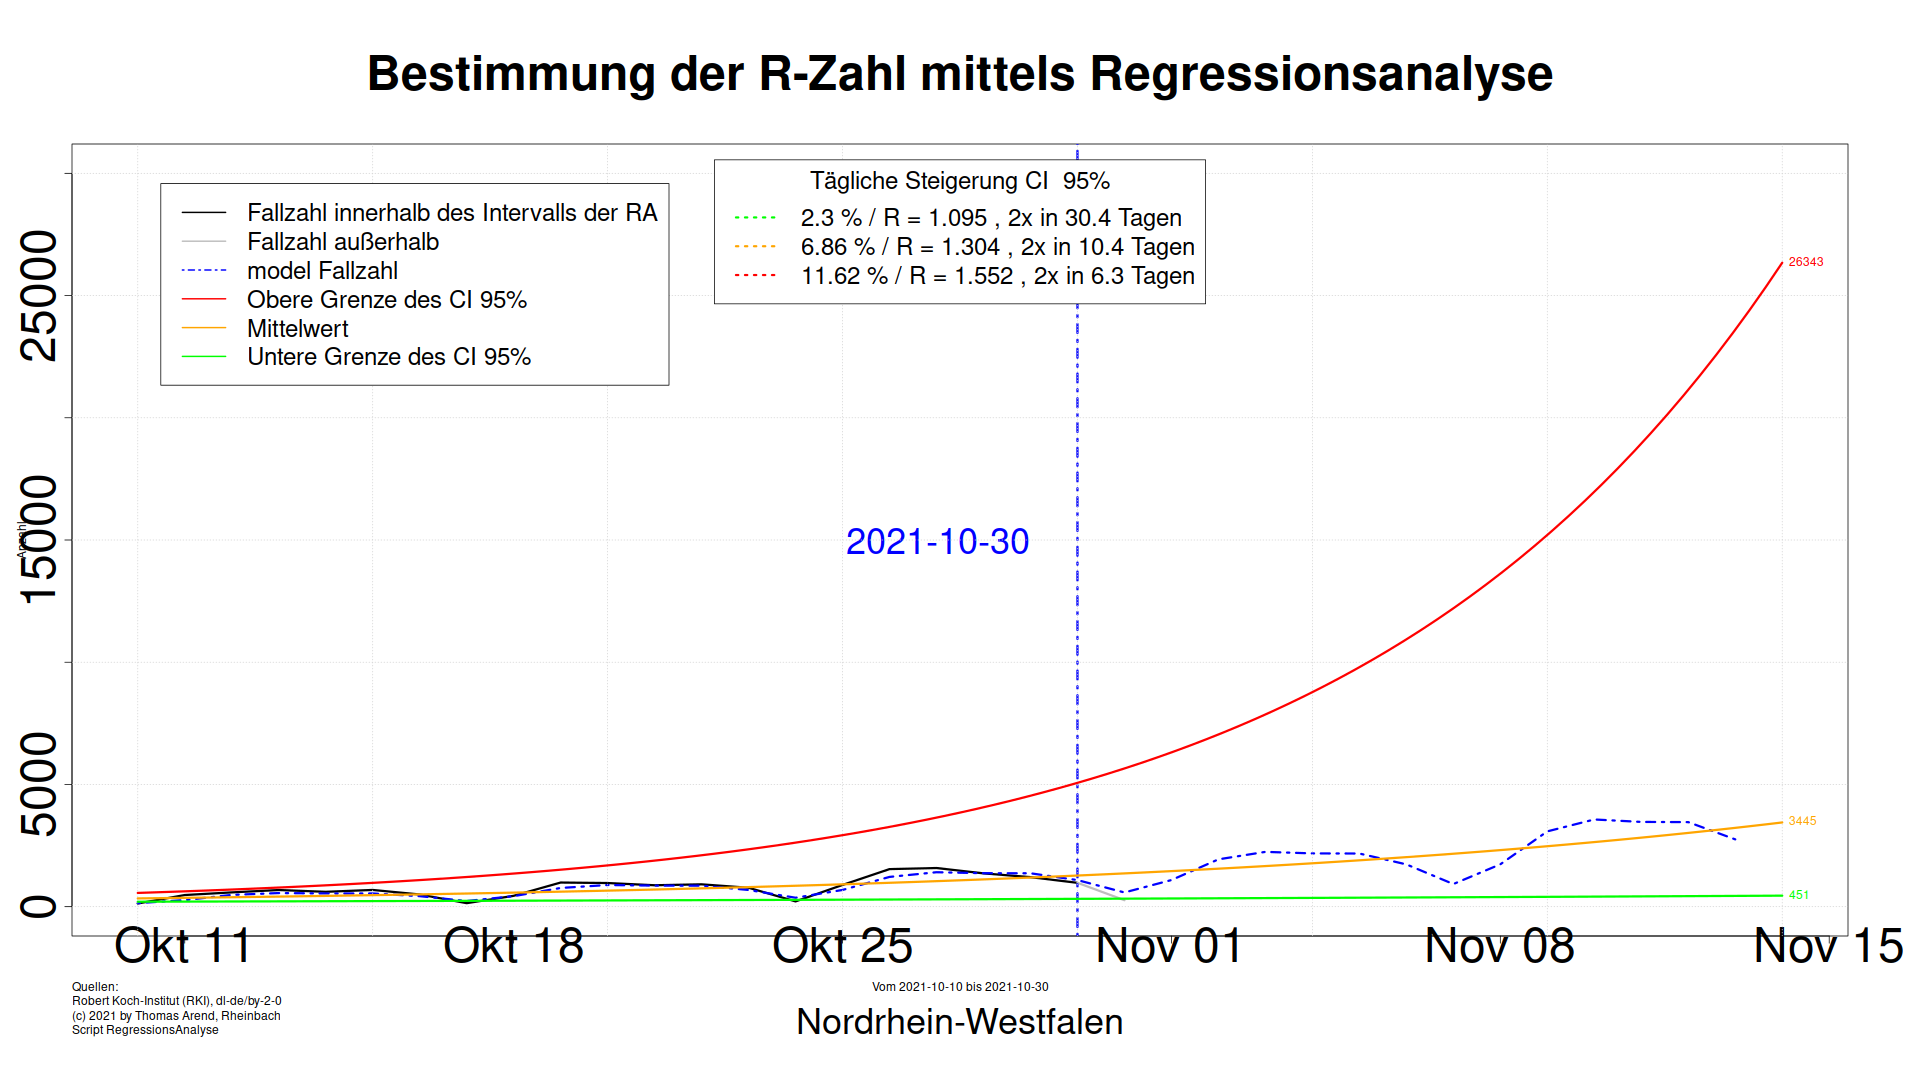 Bestimmung der R-Zahl mittels Regressionsanalyse
Fallzahl innerhalb des Intervalls der RA
Fallzahl außerhalb
model Fallzahl
Obere Grenze des CI 95%
Mittelwert
Untere Grenze des CI 95%
Tägliche Steigerung CI 95%
2.3 % / R = 1.095 , 2x in 30.4 Tagen
6.86 % / R = 1.304 , 2x in 10.4 Tagen
11.62 % / R = 1.552 , 2x in 6.3 Tagen
26343
25000
2021-10-30
Anzahl
15000
5000
3445
451
0
Okt 11 Okt 18 Okt 25 Nov 01 Nov 08 Nov 15
Quellen:
Robert Koch-Institut (RKI), dl-de/by-2-0
(c) 2021 by Thomas Arend, Rheinbach
Script RegressionsAnalyse
Vom 2021-10-10 bis 2021-10-30
Nordrhein-Westfalen